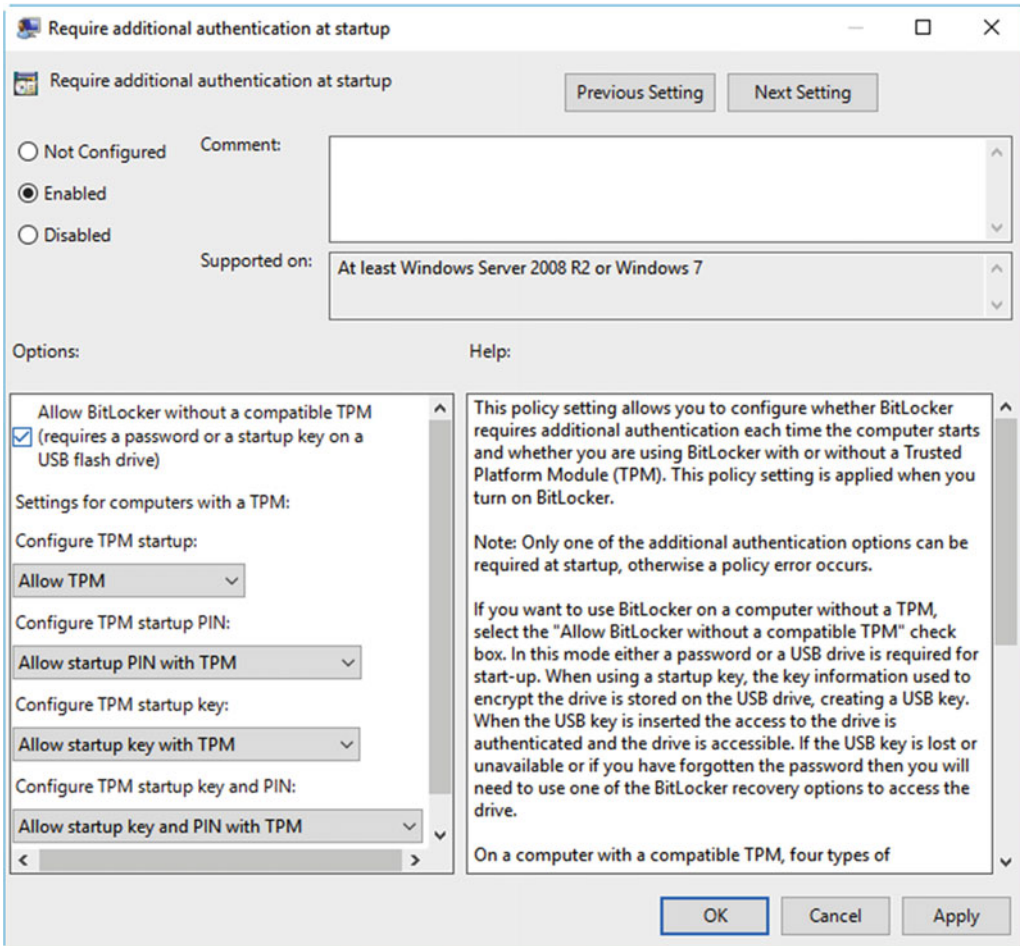 Require additional authentication at startup
Require additional authentication at startup
Previous Setting
Next Setting
Not Configured
Comment:
Enabled
Disabled
Supported on:
At least Windows Server 2008 R2 or Windows 7
Options:
Help:
Allow BitLocker without a compatible TPM
(requires a password or a startup key on a
USB flash drive)
Settings for computers with a TPM:
Configure TPM startup:
Allow TPM
Configure TPM startup PIN:
Allow startup PIN with TPM
Configure TPM startup key:
Allow startup key with TPM
Configure TPM startup key and PIN:
Allow startup key and PIN with TPM
This policy setting allows you to configure whether BitLocker
requires additional authentication each time the computer starts
and whether you are using BitLocker with or without a Trusted
Platform Module (TPM). This policy setting is applied when you
turn on BitLocker.
Note: Only one of the additional authentication options can be
required at startup, otherwise a policy error occurs.
If you want to use BitLocker on a computer without a TPM,
select the "Allow BitLocker without a compatible TPM" check
box. In this mode either a password or a USB drive is required for
start-up. When using a startup key, the key information used to
encrypt the drive is stored on the USB drive, creating a USB key.
When the USB key is inserted the access to the drive is
authenticated and the drive is accessible. If the USB key is lost or
unavailable or if you have forgotten the password then you will
need to use one of the BitLocker recovery options to access the
drive.
On a computer with a compatible TPM, four types of
OK
Cancel
Apply